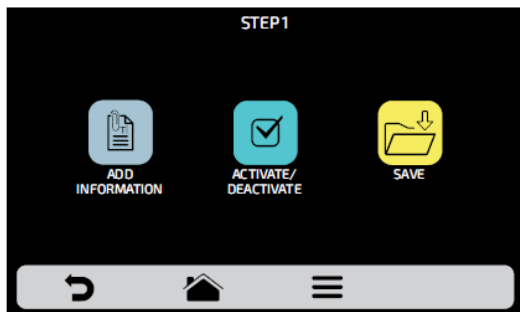 STEP1
ADD
INFORMATION
ACTIVATE/
DEACTIVATE
SAVE